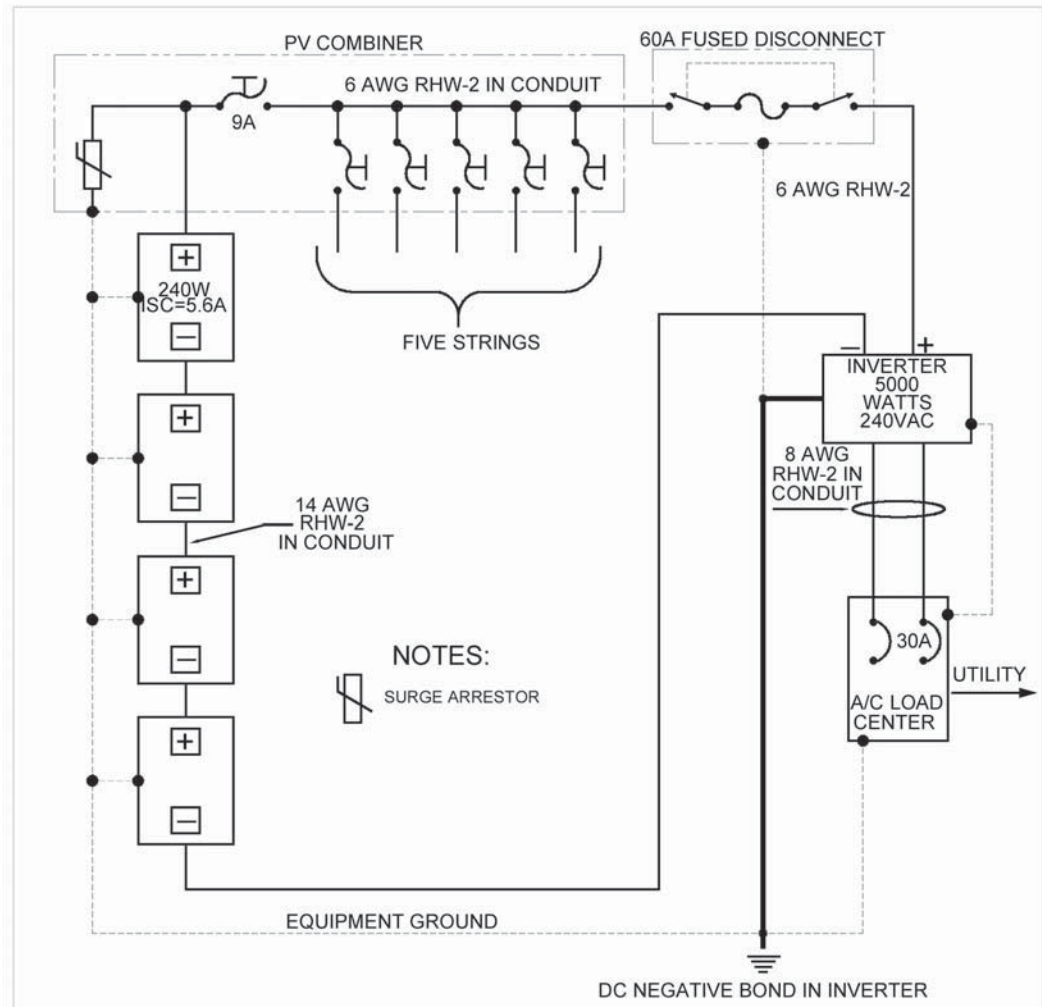 PV COMBINER
60A FUSED DISCONNECT
6 AWG RHW-2 IN CONDUIT
9A
6 AWG RHW-2
+
240W
ISC=5.6A
−
FIVE STRINGS
− +
INVERTER
5000
WATTS
240VAC
+
−
8 AWG
RHW-2 IN
CONDUIT
14 AWG
RHW-2
IN CONDUIT
+
−
30A
NOTES:
SURGE ARRESTOR
UTILITY
A/C LOAD
CENTER
+
−
EQUIPMENT GROUND
DC NEGATIVE BOND IN INVERTER